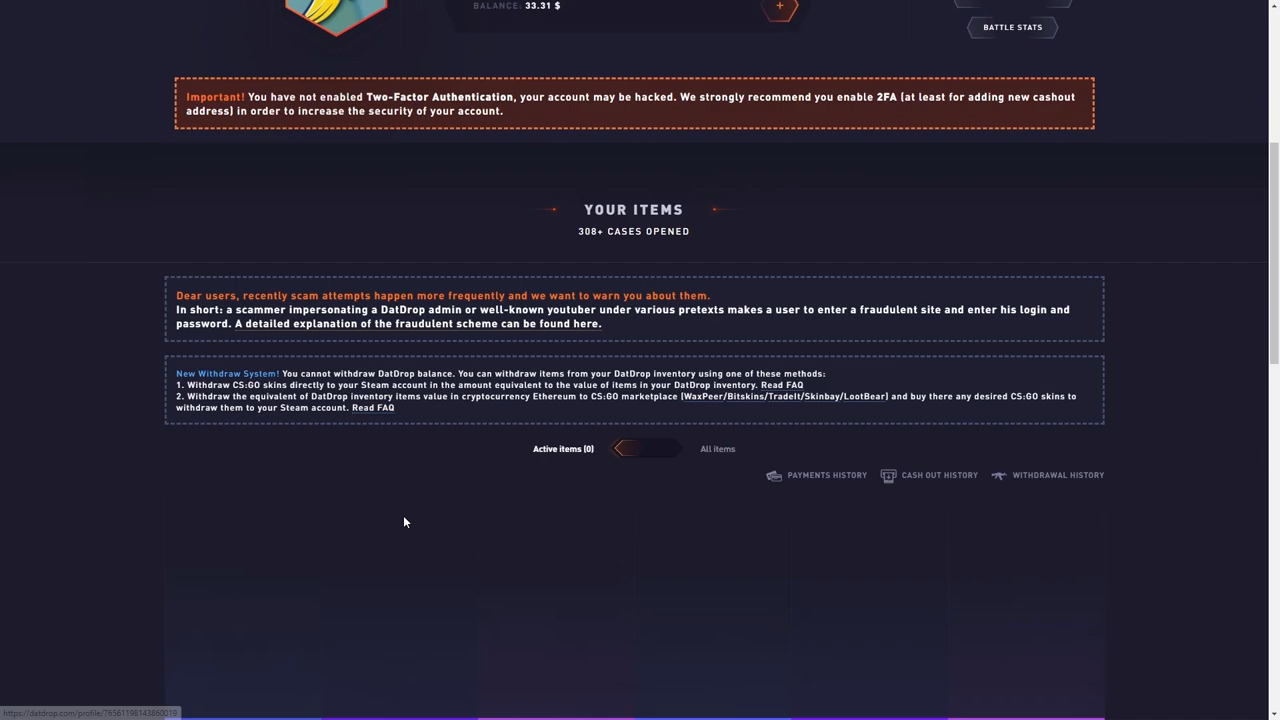 BALANCE: 33.31 $
BATTLE STATS
Important! You have not enabled Two-Factor Authentication, your account may be hacked. We strongly recommend you enable 2FA (at least for adding new cashout
address) in order to increase the security of your account.
YOUR ITEMS
308+ CASES OPENED
Dear users, recently scam attempts happen more frequently and we want to warn you about them.
In short: a scammer impersonating a DatDrop admin or well-known youtuber under various pretexts makes a user to enter a fraudulent site and enter his login and
password. A detailed explanation of the fraudulent scheme can be found here.
New Withdraw System! You cannot withdraw DatDrop balance. You can withdraw items from your DatDrop inventory using one of these methods:
1. Withdraw CS:GO skins directly to your Steam account in the amount equivalent to the value of items in your DatDrop inventory. Read FAQ
2. Withdraw the equivalent of DatDrop inventory items value in cryptocurrency Ethereum to CS:GO marketplace (WaxPeer/Bitskins/TradeIt/Skinbay/LootBear) and buy there any desired CS:GO skins to
withdraw them to your Steam account. Read FAQ
Active items (0)
All items
PAYMENTS HISTORY
CASH OUT HISTORY
WITHDRAWAL HISTORY
https://datdrop.com/profile/76561198143860019